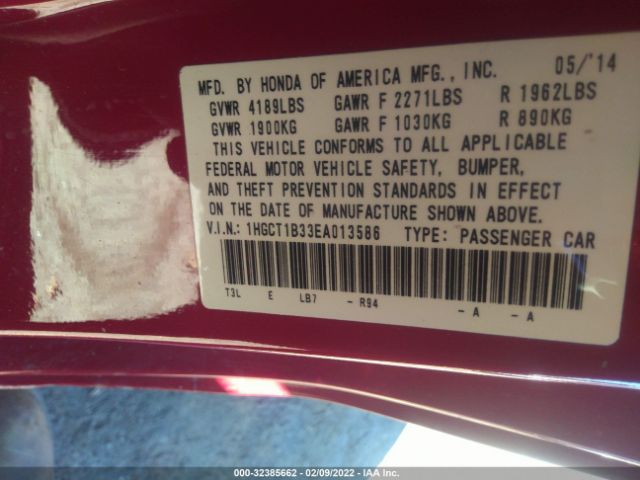 MFD. BY HONDA OF AMERICA MFG., INC. 05/'14
GVWR 4189LBS GAWR F 2271LBS R 1962LBS
GVWR 1900KG GAWR F 1030KG R 890KG
THIS VEHICLE CONFORMS TO ALL APPLICABLE
FEDERAL MOTOR VEHICLE SAFETY, BUMPER,
AND THEFT PREVENTION STANDARDS IN EFFECT
ON THE DATE OF MANUFACTURE SHOWN ABOVE.
V.I.N.: 1HGCT1B33EA013586 TYPE: PASSENGER CAR
T3L E LB7 - R94 - A - A
000-32385662 - 02/09/2022 - IAA Inc.